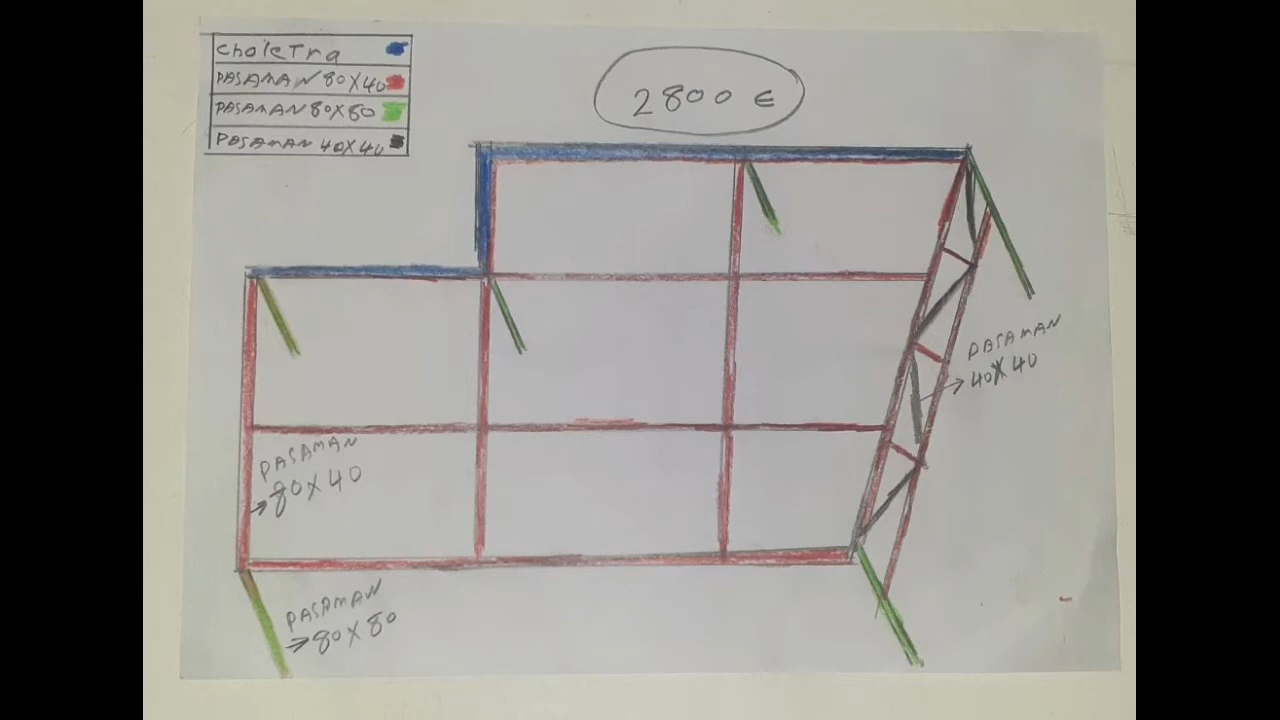 CholeTra
PASAMAN 80X40
PASAMAN 80X80
PASAMAN 40X40
2800 €
PASAMAN
40X40
PASAMAN
80X40
PASAMAN
80X80